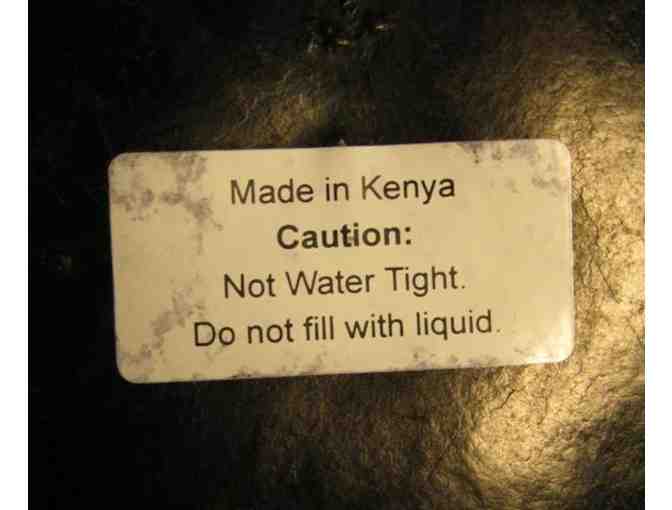 Made in Kenya
Caution:
Not Water Tight.
Do not fill with liquid.